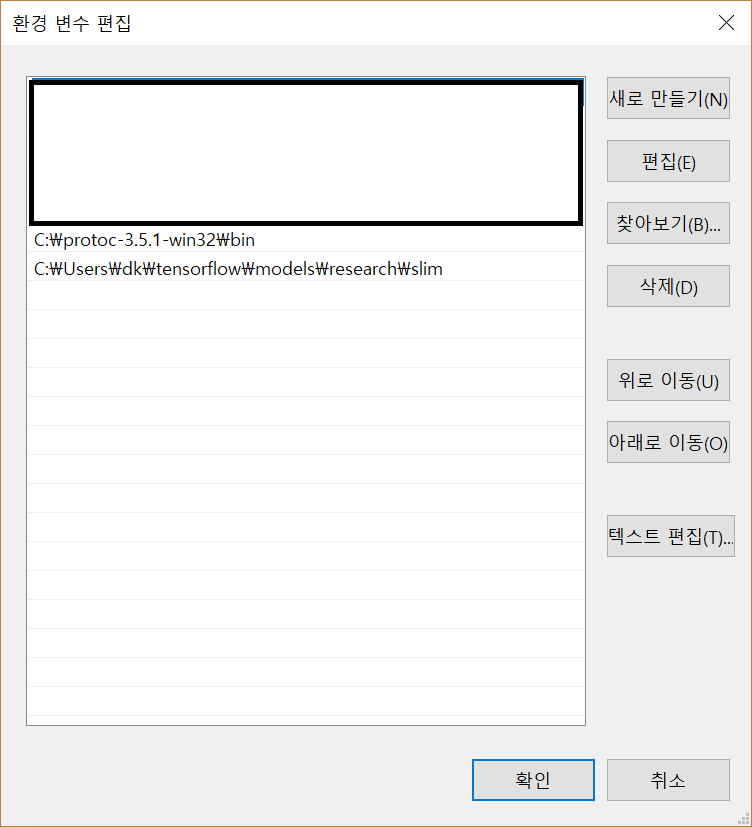 환경 변수 편집
새로 만들기(N)
편집(E)
찾아보기(B)...
C:₩protoc-3.5.1-win32₩bin
C:₩Users₩dk₩tensorflow₩models₩research₩slim
삭제(D)
위로 이동(U)
아래로 이동(O)
텍스트 편집(T)...
확인
취소